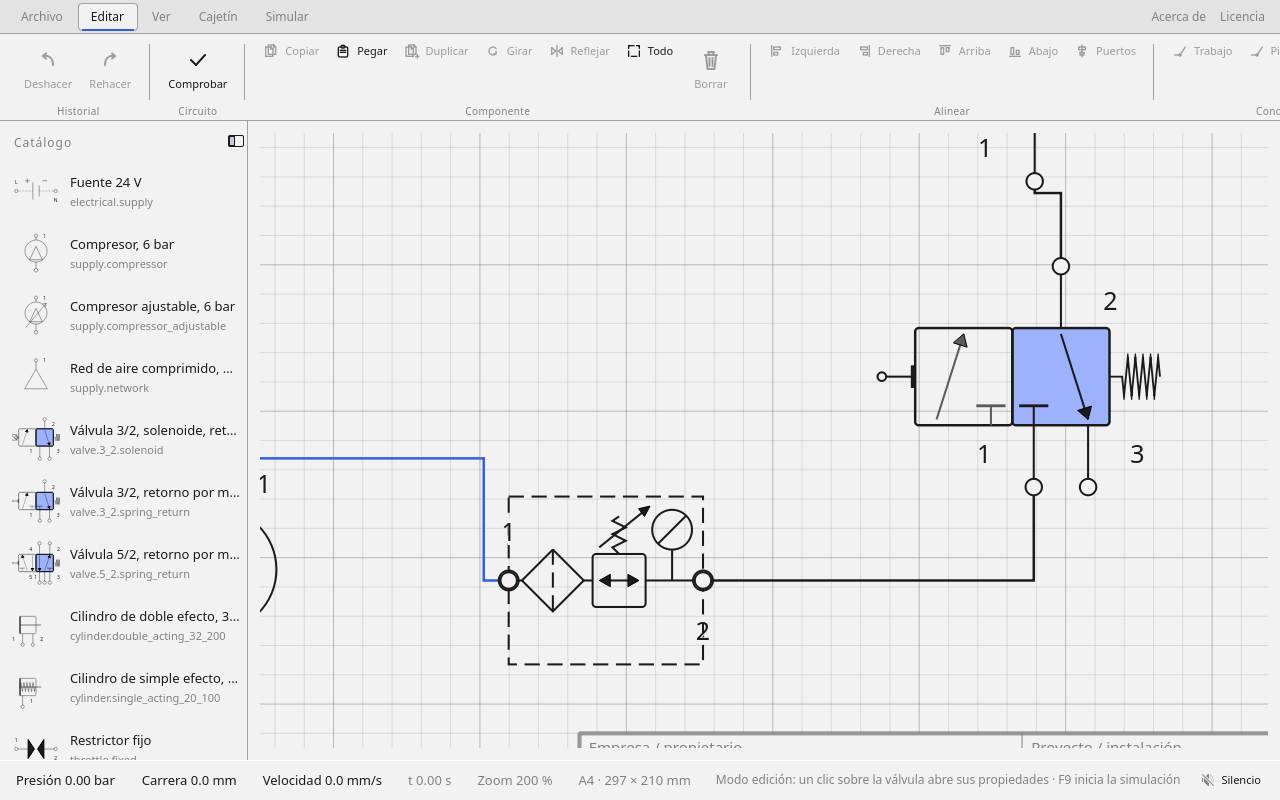 Archivo Editar Ver Cajetín Simular Acerca de Licencia
Copiar Pegar Duplicar Girar Reflejar Todo Izquierda Derecha Arriba Abajo Puertos Trabajo
Deshacer Rehacer Comprobar Borrar
Historial Circuito Componente Alinear
Catálogo
Fuente 24 V
electrical.supply
Compresor, 6 bar
supply.compressor
Compresor ajustable, 6 bar
supply.compressor_adjustable
Red de aire comprimido, ...
supply.network
Válvula 3/2, solenoide, ret...
valve.3_2.solenoid
Válvula 3/2, retorno por m...
valve.3_2.spring_return
Válvula 5/2, retorno por m...
valve.5_2.spring_return
Cilindro de doble efecto, 3...
cylinder.double_acting_32_200
Cilindro de simple efecto, ...
cylinder.single_acting_20_100
Restrictor fijo
throttle.fixed
1
2
1 3
1
1
2
Empresa / propietario Proyecto / instalación
Presión 0.00 bar Carrera 0.0 mm Velocidad 0.0 mm/s t 0.00 s Zoom 200 % A4 · 297 × 210 mm Modo edición: un clic sobre la válvula abre sus propiedades · F9 inicia la simulación Silencio